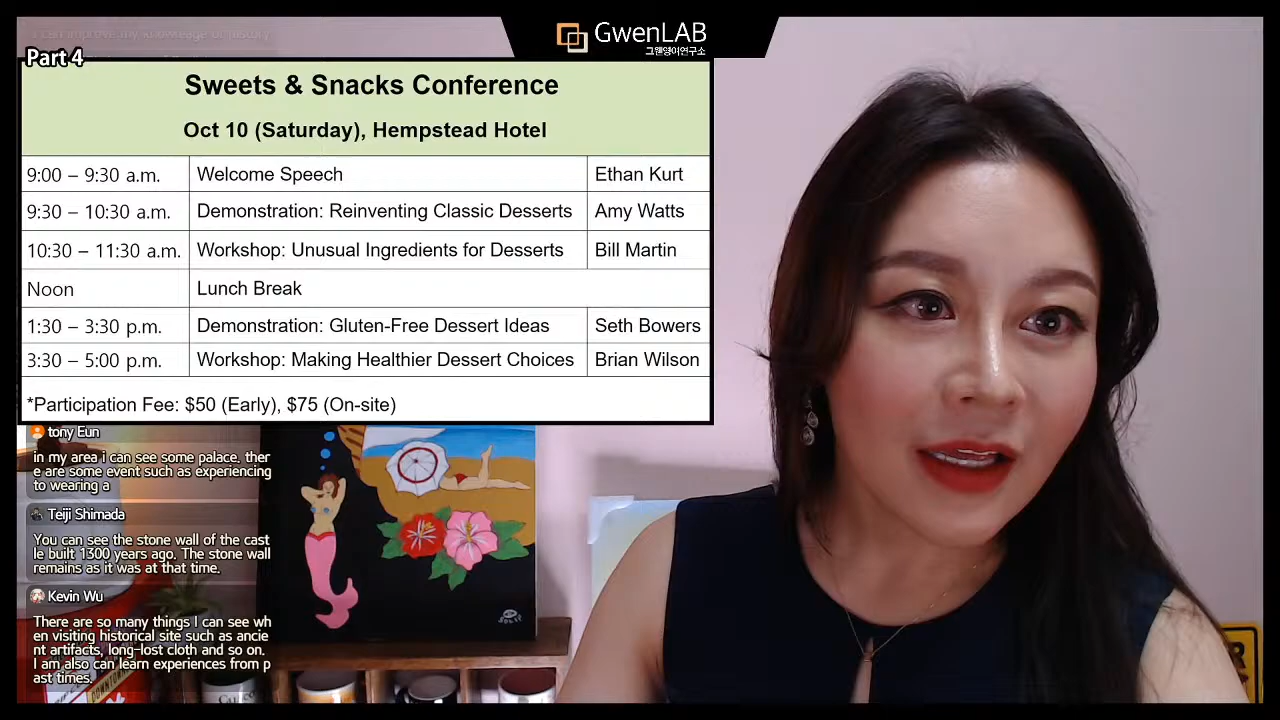 GwenLAB
그웬영어연구소
i can improve my knowleage of history
Part 4
Sweets & Snacks Conference
Oct 10 (Saturday), Hempstead Hotel
9:00 – 9:30 a.m. Welcome Speech Ethan Kurt
9:30 – 10:30 a.m. Demonstration: Reinventing Classic Desserts Amy Watts
10:30 – 11:30 a.m. Workshop: Unusual Ingredients for Desserts Bill Martin
Noon Lunch Break
1:30 – 3:30 p.m. Demonstration: Gluten-Free Dessert Ideas Seth Bowers
3:30 – 5:00 p.m. Workshop: Making Healthier Dessert Choices Brian Wilson
*Participation Fee: $50 (Early), $75 (On-site)
tony Eun
in my area i can see some palace, ther
e are some event such as experiencing
to wearing a
Teiji Shimada
You can see the stone wall of the cast
le built 1300 years ago. The stone wall
remains as it was at that time.
Kevin Wu
There are so many things I can see wh
en visiting historical site such as ancie
nt artifacts, long-lost cloth and so on.
I am also can learn experiences from p
ast times.